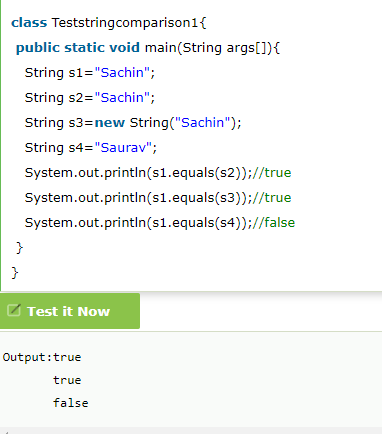 class Teststringcomparison1{
public static void main(String args[]){
String s1="Sachin";
String s2="Sachin";
String s3=new String("Sachin");
String s4="Saurav";
System.out.println(s1.equals(s2));//true
System.out.println(s1.equals(s3));//true
System.out.println(s1.equals(s4));//false
}
}
Test it Now
Output:true
true
false